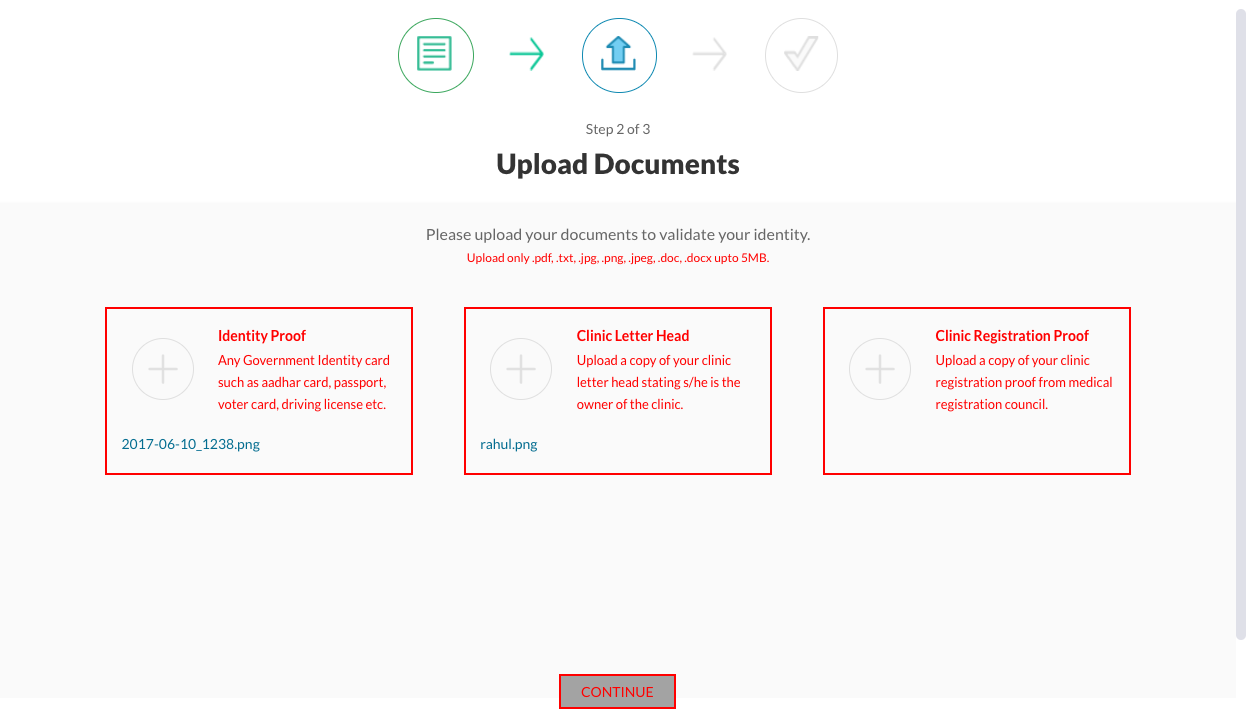 Step 2 of 3
Upload Documents
Please upload your documents to validate your identity.
Upload only .pdf, .txt, .jpg, .png, .jpeg, .doc, .docx upto 5MB.
Identity Proof
Any Government Identity card
such as aadhar card, passport,
voter card, driving license etc.
2017-06-10_1238.png
Clinic Letter Head
Upload a copy of your clinic
letter head stating s/he is the
owner of the clinic.
rahul.png
Clinic Registration Proof
Upload a copy of your clinic
registration proof from medical
registration council.
CONTINUE